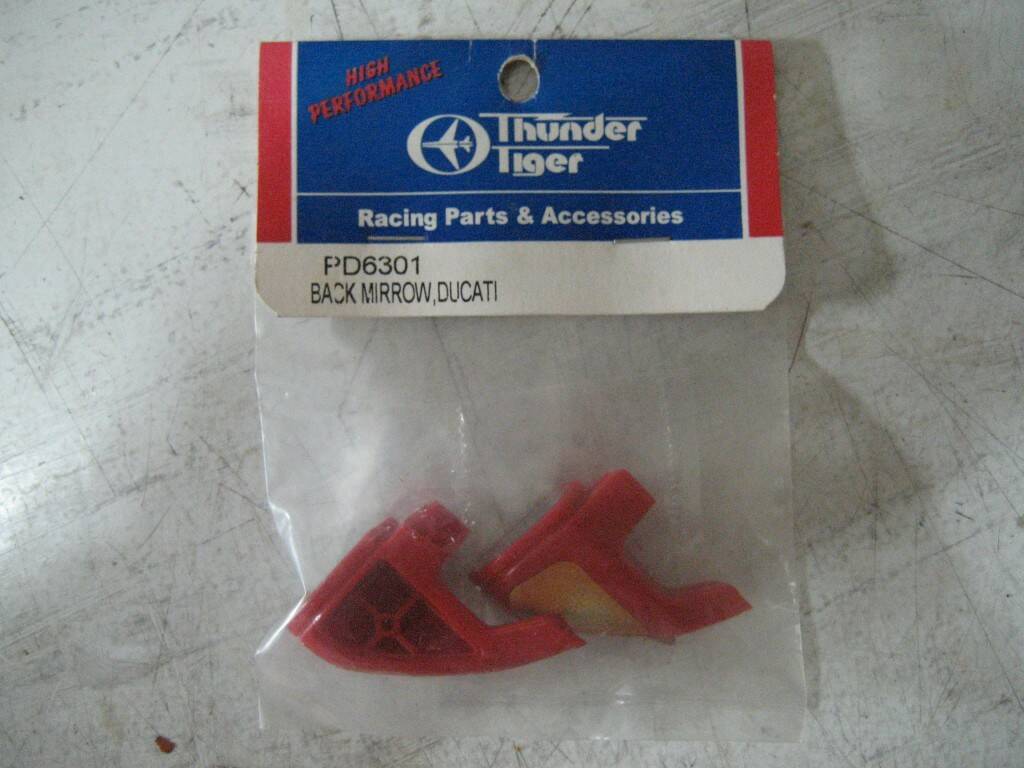 HIGH
PERFORMANCE
Thunder
Tiger
Racing Parts & Accessories
PD6301
BACK MIRROW,DUCATI